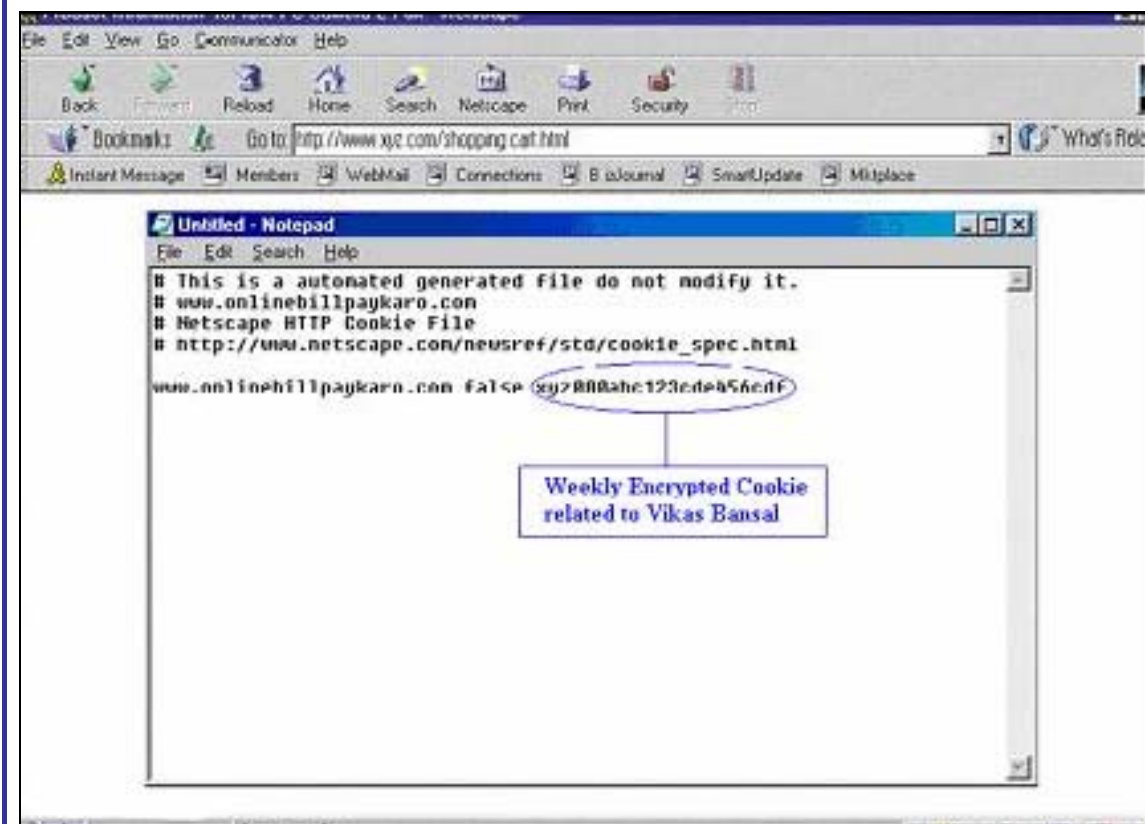 File Edit View Go Communicator Help
Back Forward Reload Home Search Netscape Print Security Stop
Bookmarks Go to: http://www.xyz.com/shopping cart.html What's
Instant Message Members WebMail Connections BizJournal SmartUpdate Mktplace
Untitled - Notepad
File Edit Search Help
# This is a automated generated file do not modify it.
# www.onlinebillpaykaro.com
# Netscape HTTP Cookie File
# http://www.netscape.com/newsref/std/cookie_spec.html
www.onlinebillpaykaro.com false xyz000abc123cde456cdf
Weekly Encrypted Cookie
related to Vikas Bansal